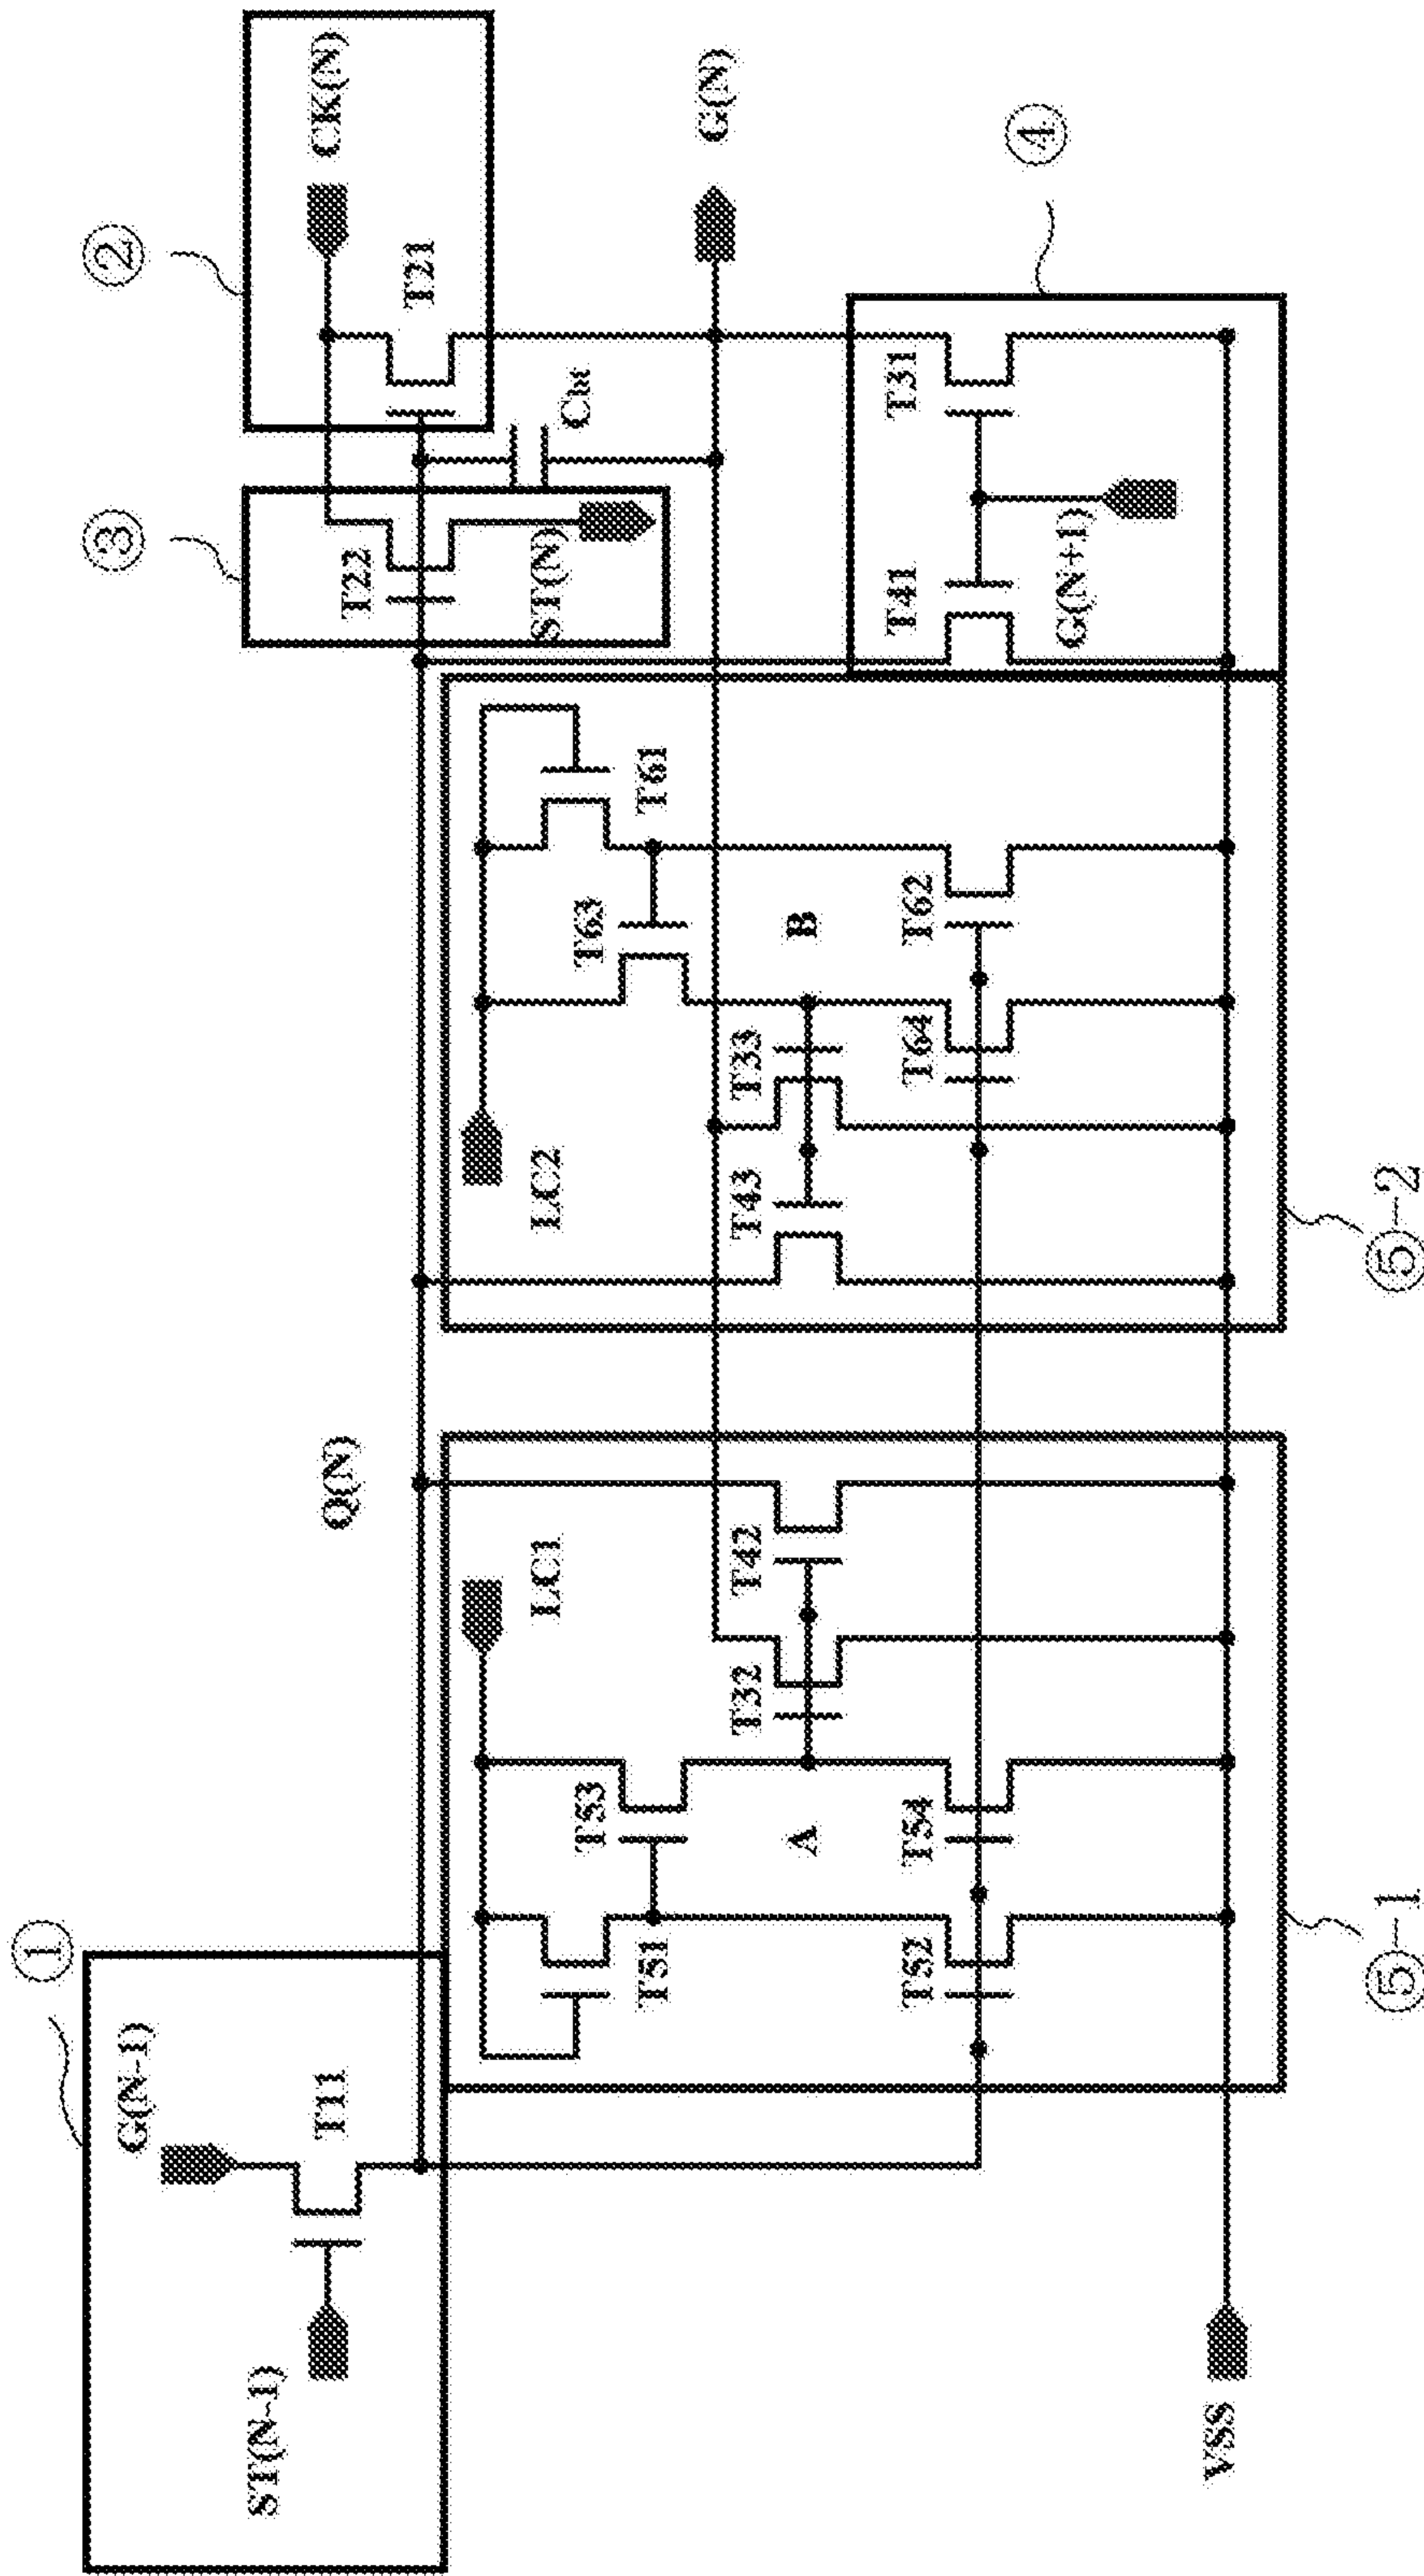 ①
G(N-1)
T11
ST(N-1)
Q(N)
②
CK(N)
T21
③
T22
ST(N)
Cbt
G(N)
LC1
T51
T53
A
T32
T42
T52
T54
⑤-1
LC2
T61
T63
B
T43
T33
T64
T62
⑤-2
④
T41
T31
G(N+1)
VSS